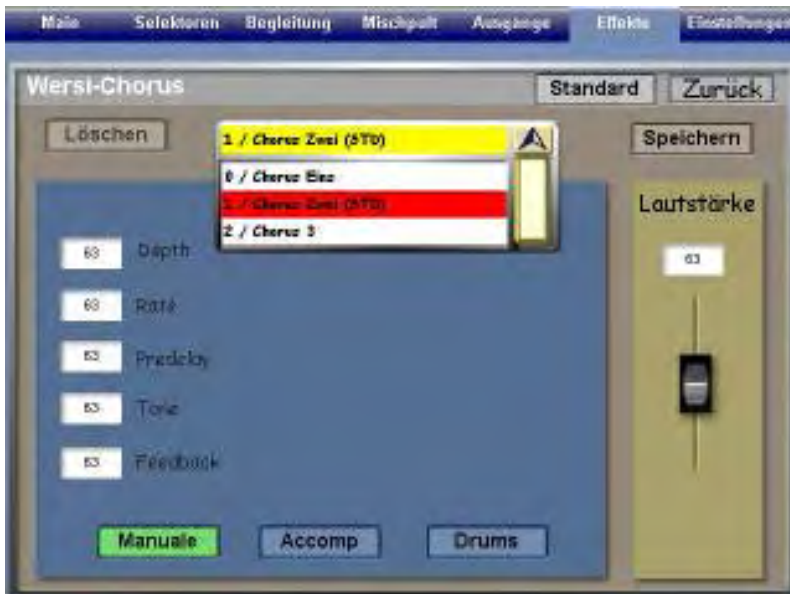 Main Selektoren Begleitung Mischpult Ausgänge Effekte Einstellungen
Wersi-Chorus Standard Zurück
Löschen 1 / Chorus Zwei (STD) Speichern
0 / Chorus Eins
1 / Chorus Zwei (STD)
2 / Chorus 3
Lautstärke
63
63 Depth
63 Rate
63 Predelay
63 Tone
63 Feedback
Manuale Accomp Drums